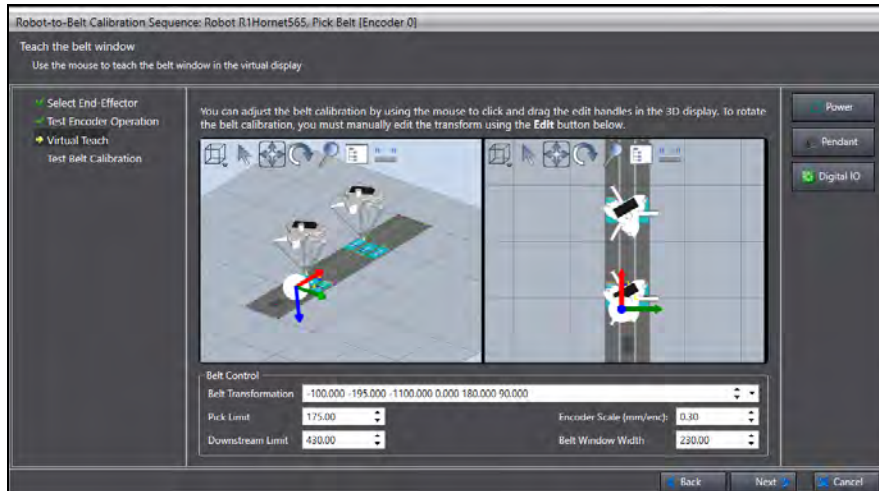 Robot-to-Belt Calibration Sequence: Robot R1Hornet565, Pick Belt [Encoder 0]
Teach the belt window
Use the mouse to teach the belt window in the virtual display
Select End-Effector
Test Encoder Operation
Virtual Teach
Test Belt Calibration
You can adjust the belt calibration by using the mouse to click and drag the edit handles in the 3D display. To rotate
the belt calibration, you must manually edit the transform using the Edit button below.
Power
Pendant
Digital IO
Belt Control
Belt Transformation -100.000 -195.000 -1100.000 0.000 180.000 90.000
Pick Limit 175.00 Encoder Scale (mm/enc): 0.30
Downstream Limit 430.00 Belt Window Width 230.00
Back Next Cancel